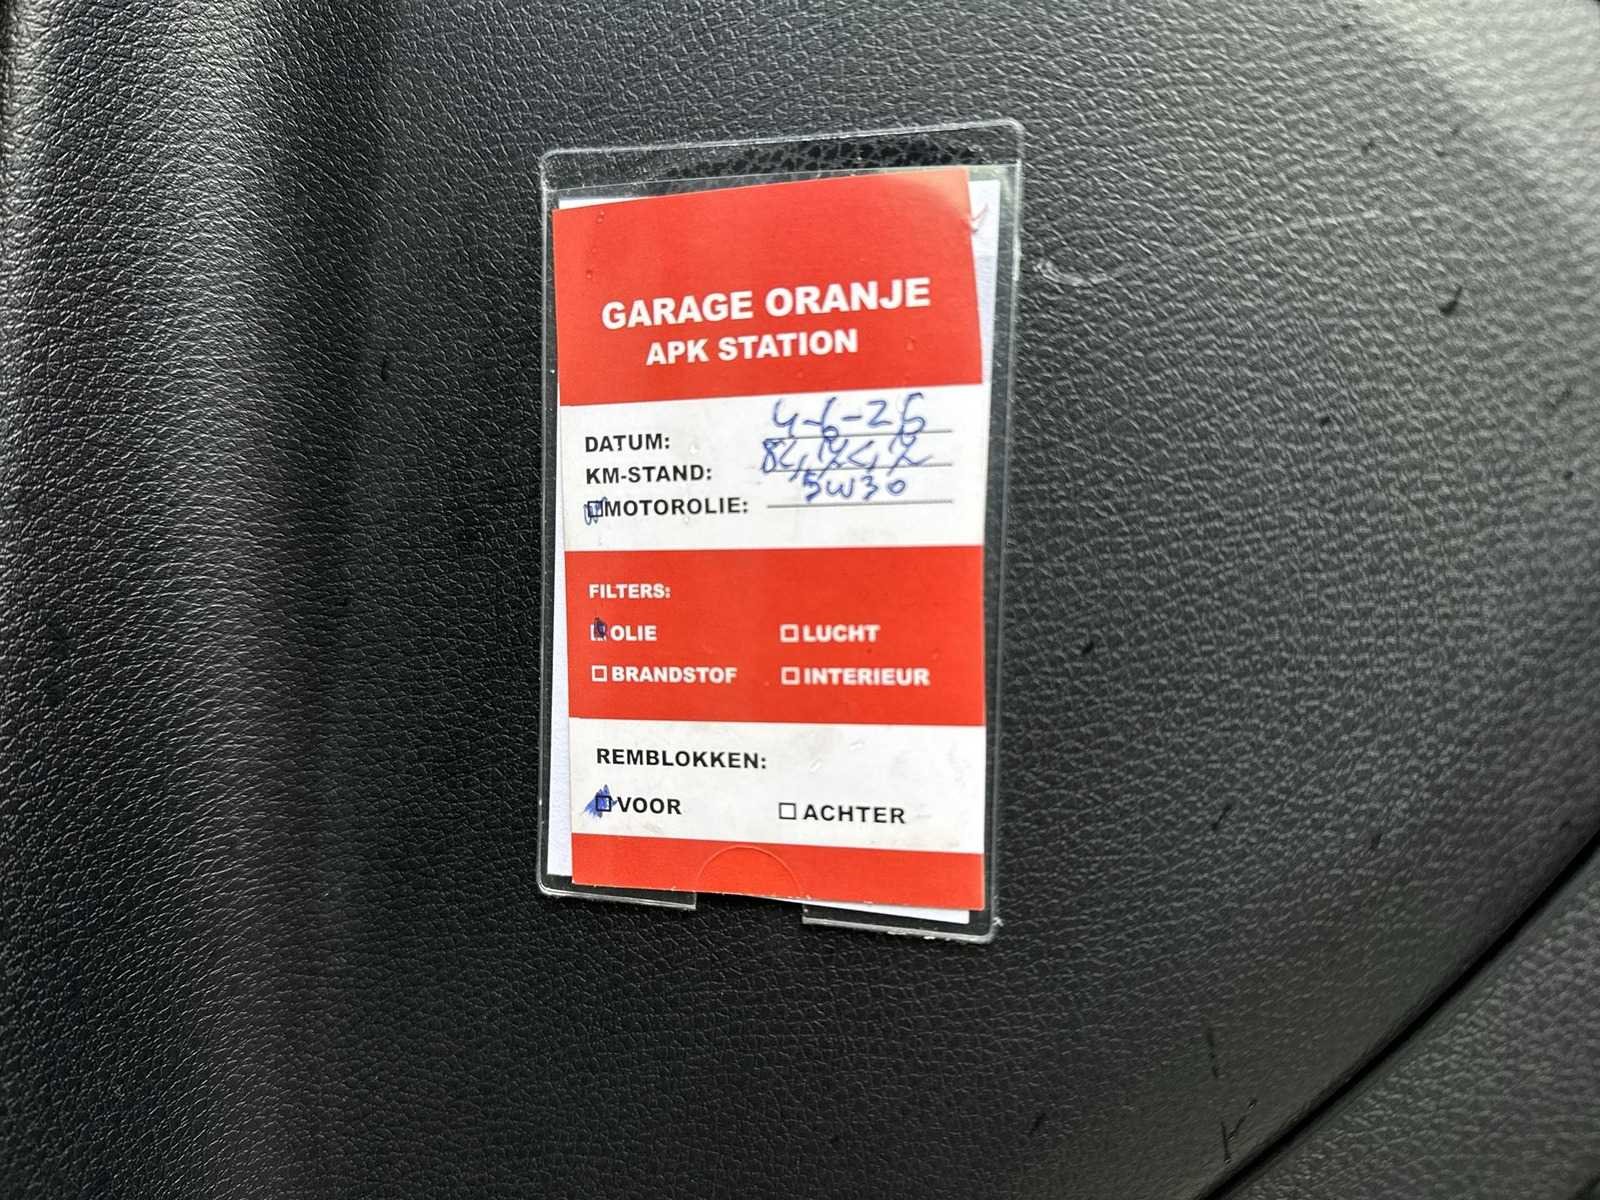 GARAGE ORANJE
APK STATION
DATUM: 4-6-25
KM-STAND:
MOTOROLIE: 5W30
FILTERS:
OLIE LUCHT
BRANDSTOF INTERIEUR
REMBLOKKEN:
VOOR ACHTER